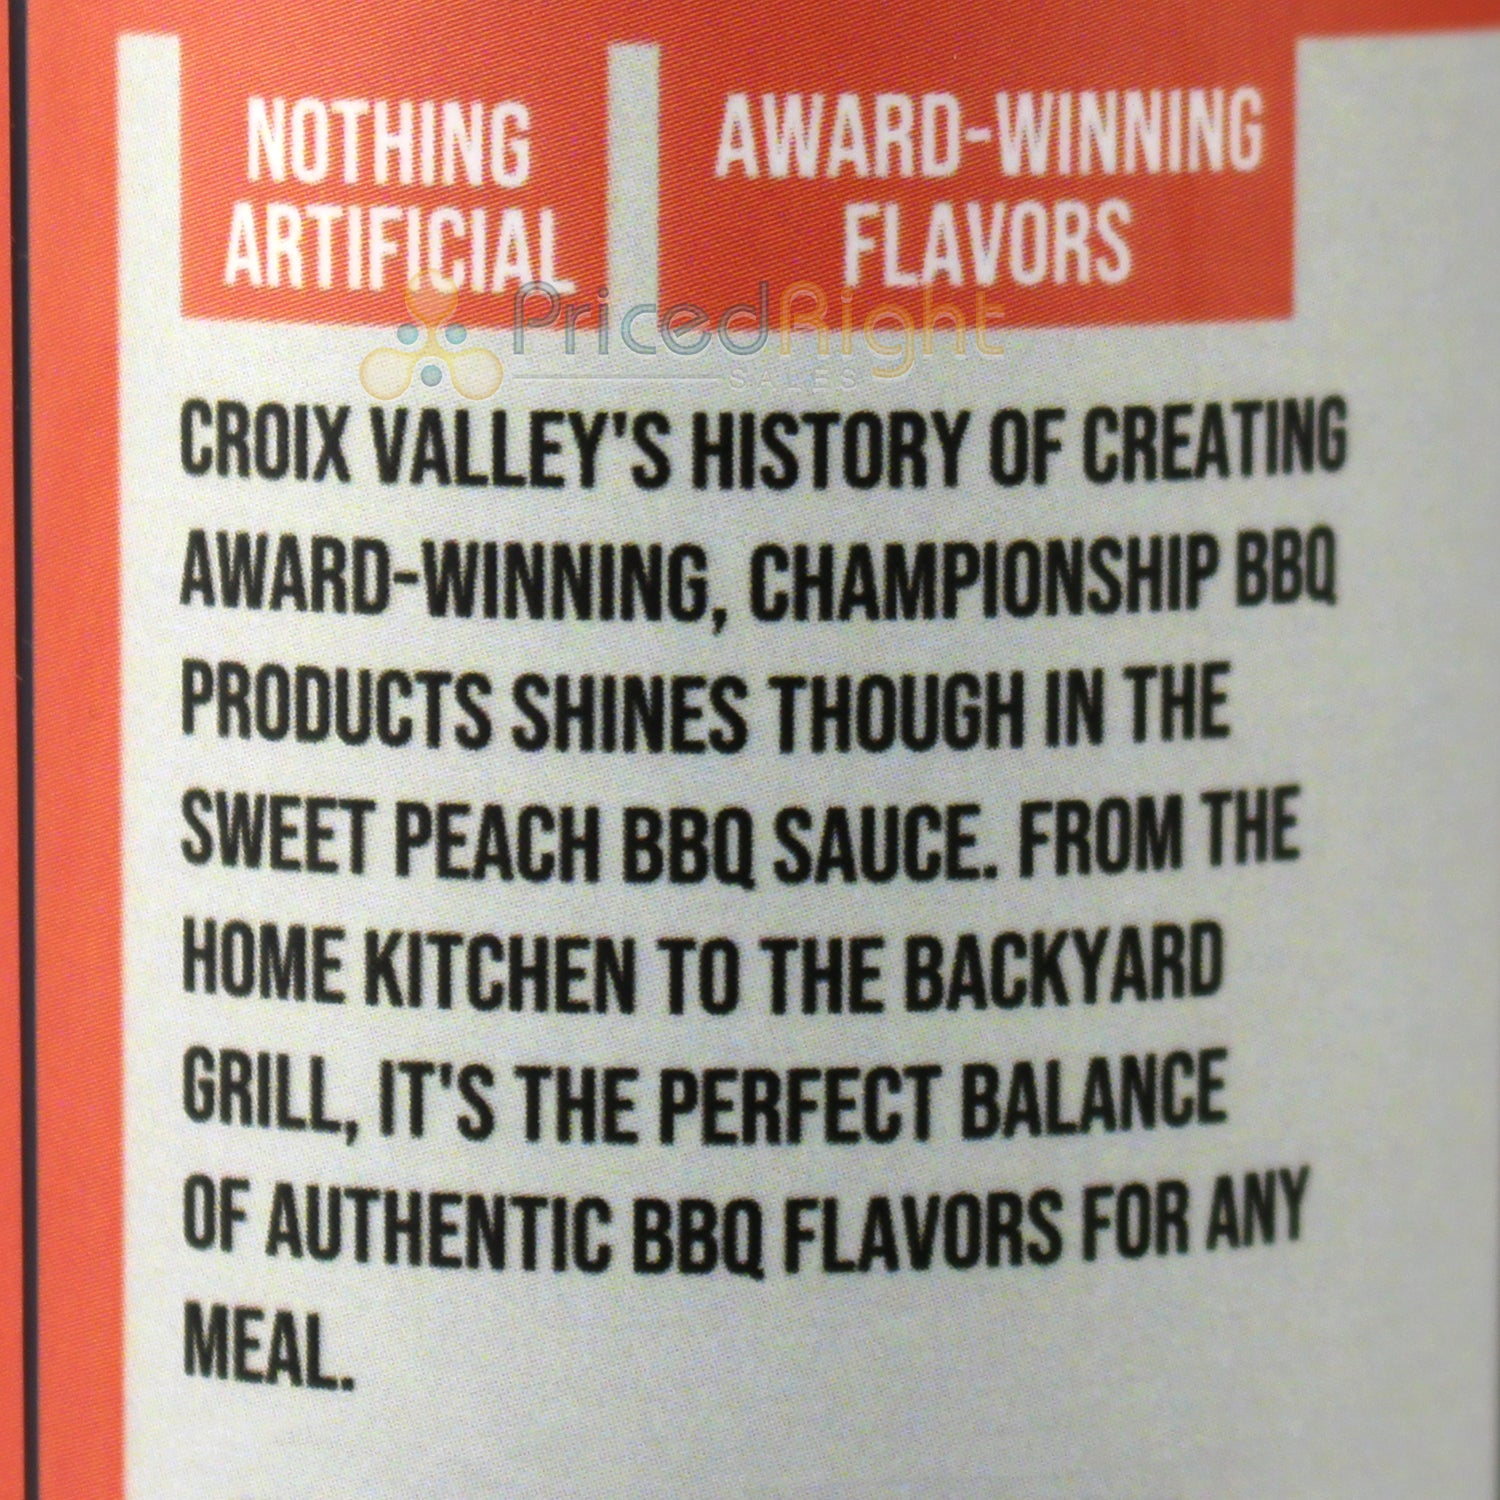 NOTHING
ARTIFICIAL
AWARD-WINNING
FLAVORS
PricedRight
SALES
CROIX VALLEY'S HISTORY OF CREATING
AWARD-WINNING, CHAMPIONSHIP BBQ
PRODUCTS SHINES THOUGH IN THE
SWEET PEACH BBQ SAUCE. FROM THE
HOME KITCHEN TO THE BACKYARD
GRILL, IT'S THE PERFECT BALANCE
OF AUTHENTIC BBQ FLAVORS FOR ANY
MEAL.